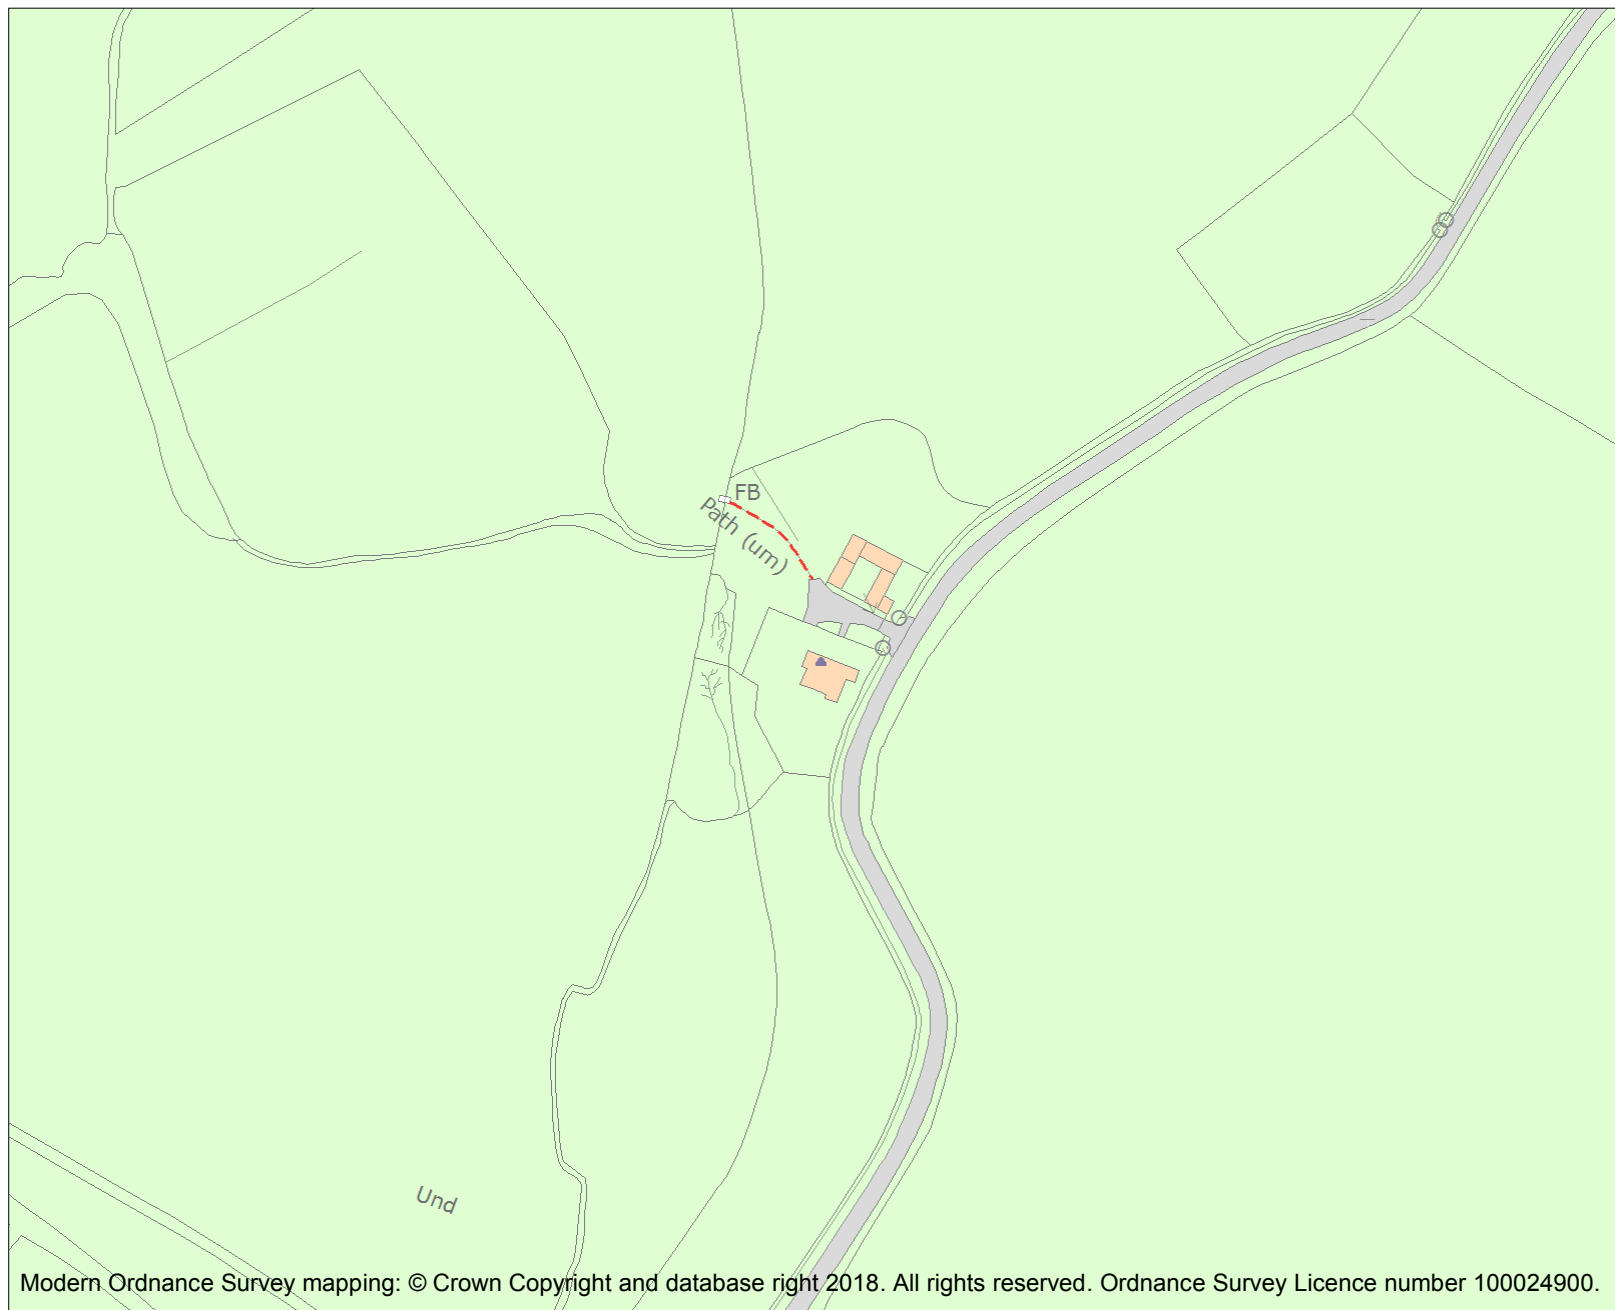 FB
Path (um)
Und
Modern Ordnance Survey mapping: © Crown Copyright and database right 2018. All rights reserved. Ordnance Survey Licence number 100024900.